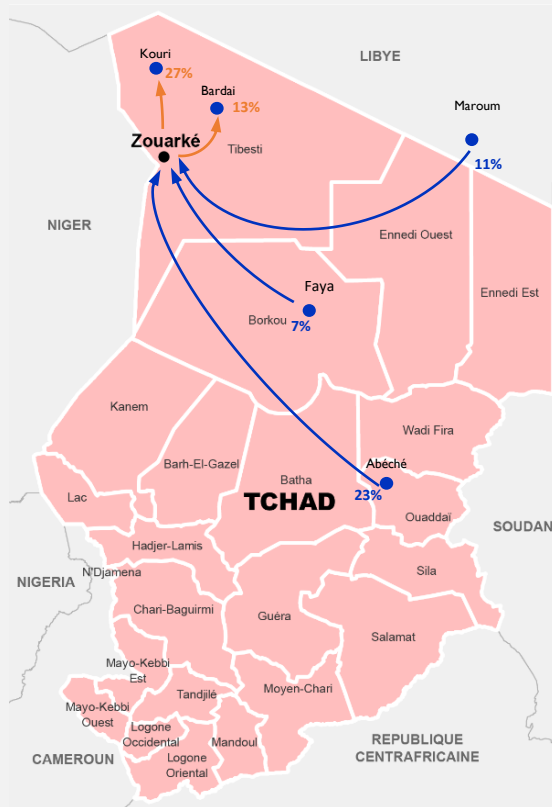 Kouri
LIBYE
27%
Bardai
13%
Maroum
Zouarké
Tibesti
11%
NIGER
Ennedi Ouest
Faya
Ennedi Est
Borkou
7%
Kanem
Wadi Fira
Barh-El-Gazel
Abéché
Batha
23%
Lac
TCHAD
Ouaddaï
SOUDAN
Hadjer-Lamis
N'Djamena
Sila
NIGERIA
Chari-Baguirmi
Guéra
Salamat
Mayo-Kebbi
Est
Moyen-Chari
Tandjilé
Mayo-Kebbi
Ouest
Logone
Occidental
Mandoul
REPUBLIQUE
CENTRAFRICAINE
CAMEROUN
Logone
Oriental